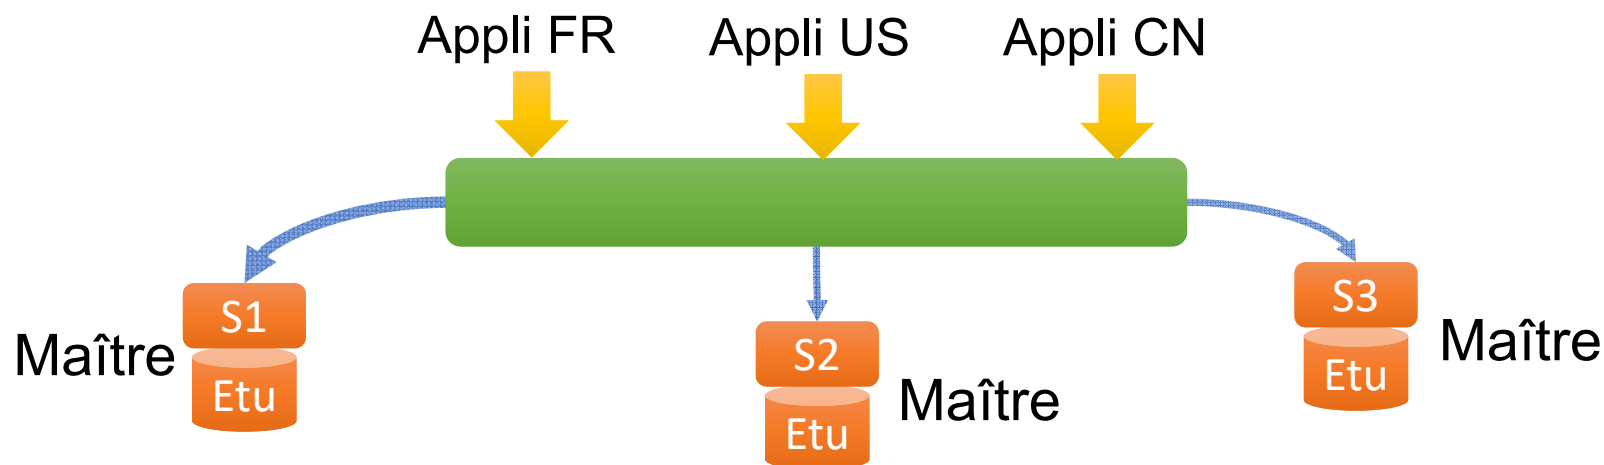 Appli FR
Appli US
Appli CN
S1
Maître
Etu
S2
Maître
Etu
S3
Maître
Etu